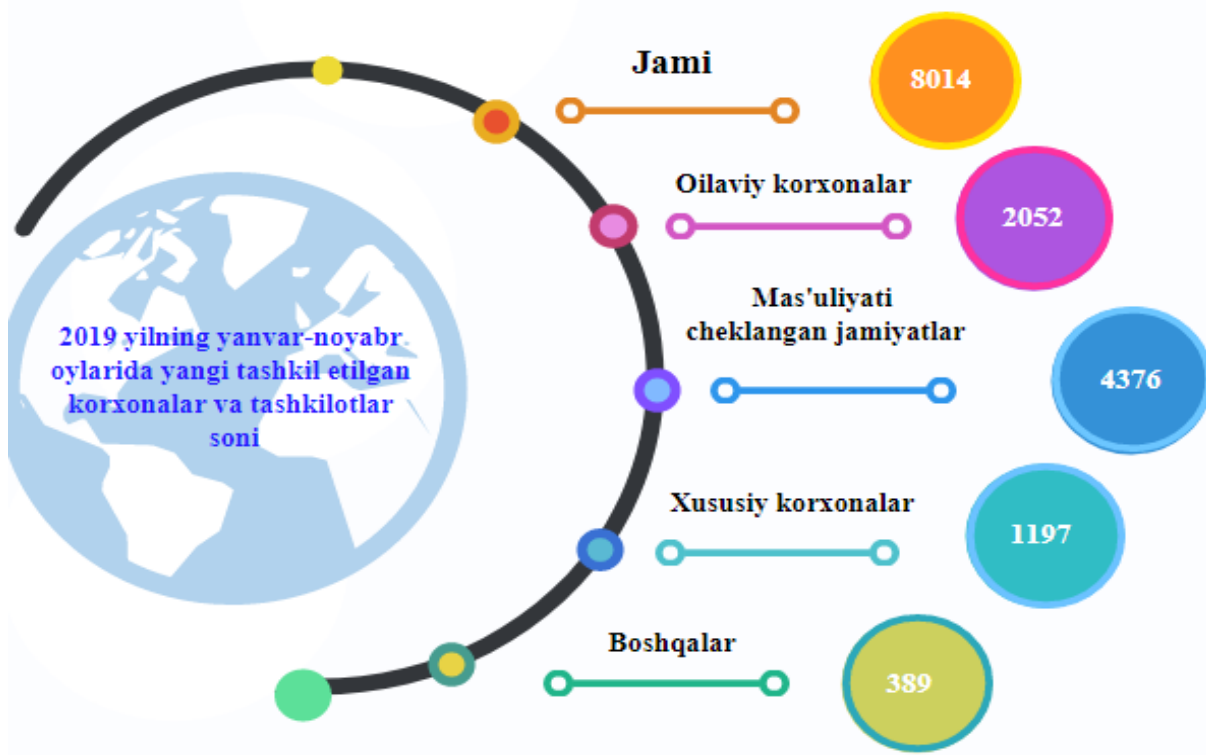 2019 yilning yanvar-noyabr
oylarida yangi tashkil etilgan
korxonalar va tashkilotlar
soni
Jami
8014
Oilaviy korxonalar
2052
Mas'uliyati
cheklangan jamiyatlar
4376
Xususiy korxonalar
1197
Boshqalar
389